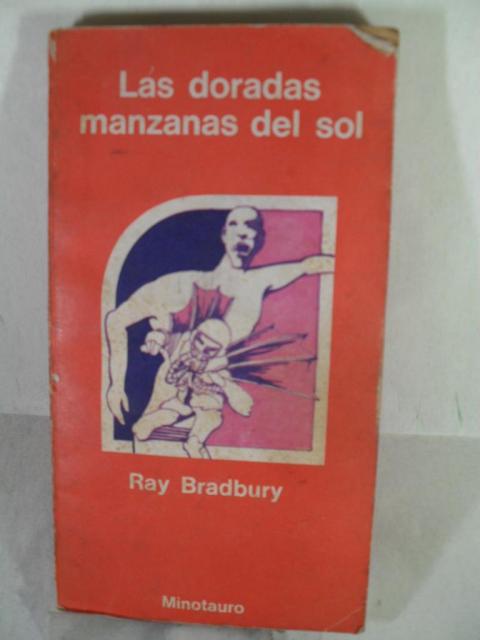 Las doradas
manzanas del sol
Ray Bradbury
Minotauro